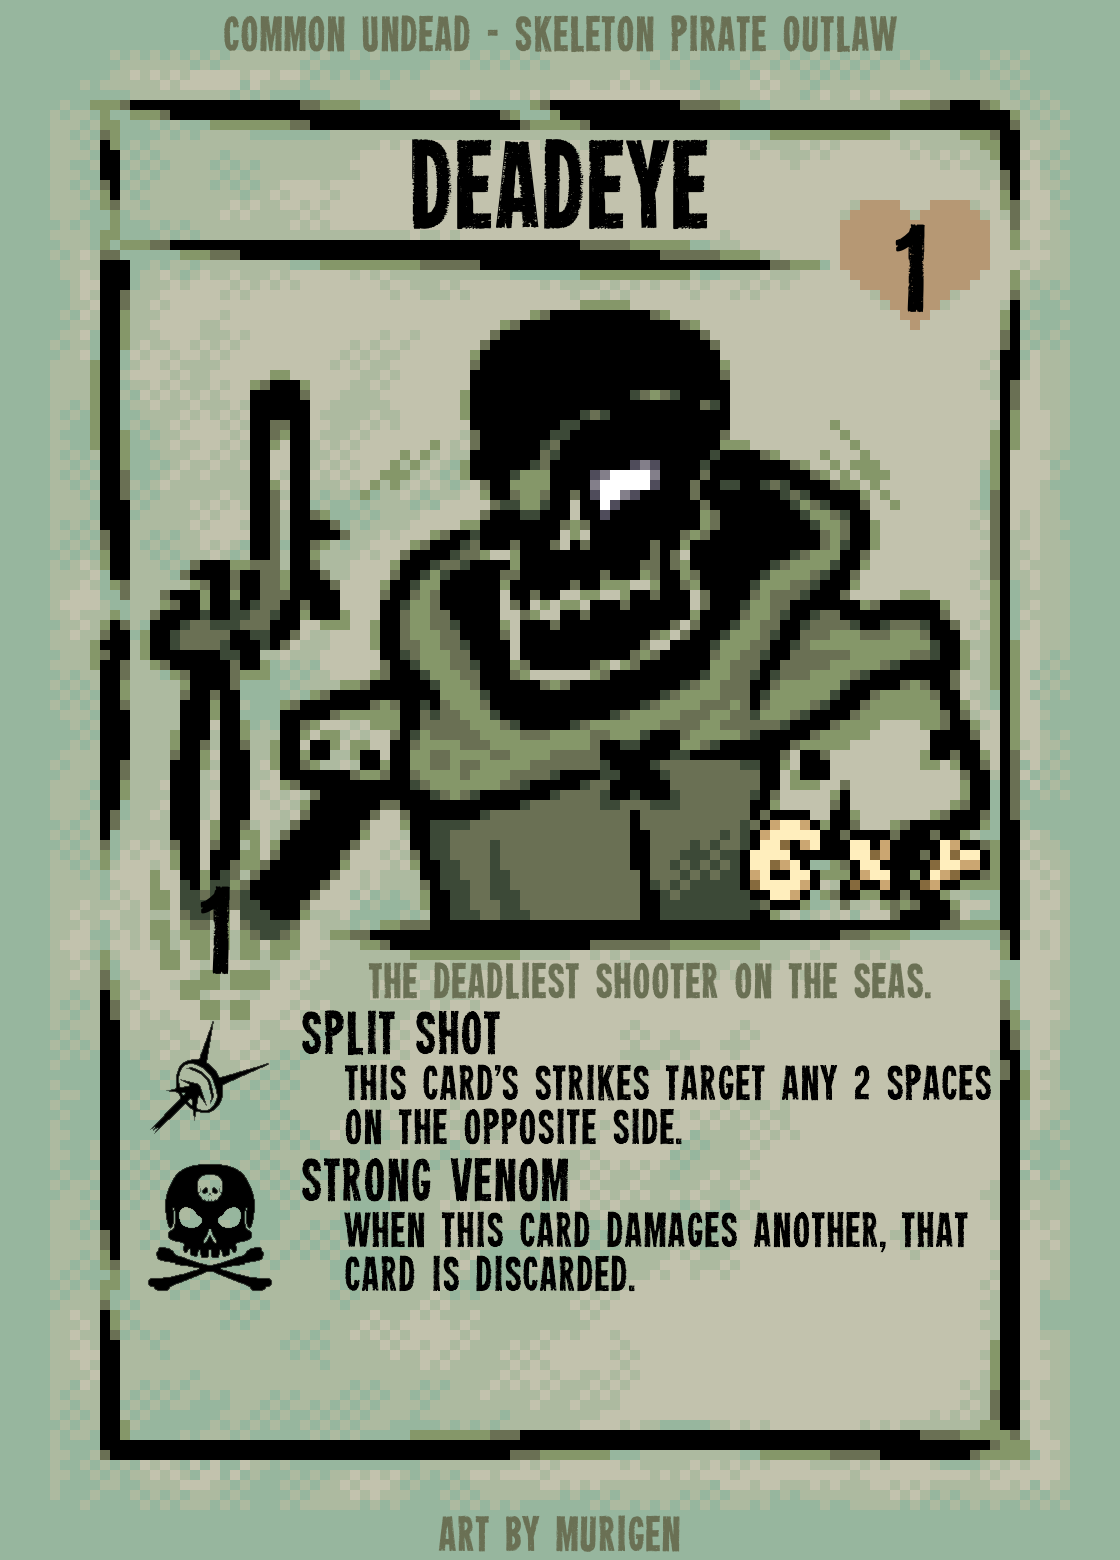 COMMON UNDEAD - SKELETON PIRATE OUTLAW
DEADEYE
1
6 X
1
THE DEADLIEST SHOOTER ON THE SEAS.
SPLIT SHOT
THIS CARD'S STRIKES TARGET ANY 2 SPACES
ON THE OPPOSITE SIDE.
STRONG VENOM
WHEN THIS CARD DAMAGES ANOTHER, THAT
CARD IS DISCARDED.
ART BY MURIGEN